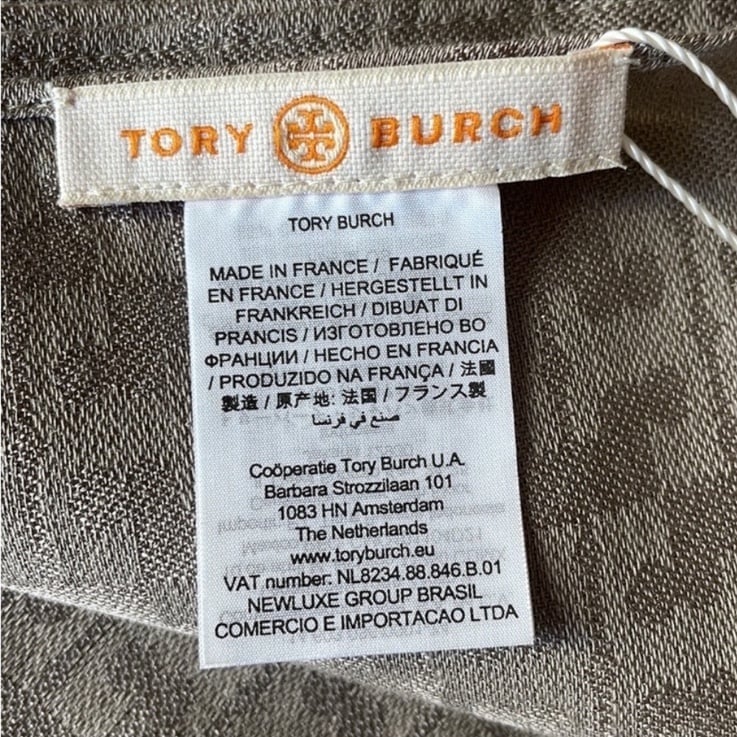 TORY BURCH
TORY BURCH
MADE IN FRANCE / FABRIQUÉ
EN FRANCE / HERGESTELLT IN
FRANKREICH / DIBUAT DI
PRANCIS / ИЗГОТОВЛЕНО ВО
ФРАНЦИИ / HECHO EN FRANCIA
/ PRODUZIDO NA FRANÇA / 法國
製造 / 原产地: 法国 / フランス製
صنع في فرنسا
Coöperatie Tory Burch U.A.
Barbara Strozzilaan 101
1083 HN Amsterdam
The Netherlands
www.toryburch.eu
VAT number: NL8234.88.846.B.01
NEWLUXE GROUP BRASIL
COMERCIO E IMPORTACAO LTDA